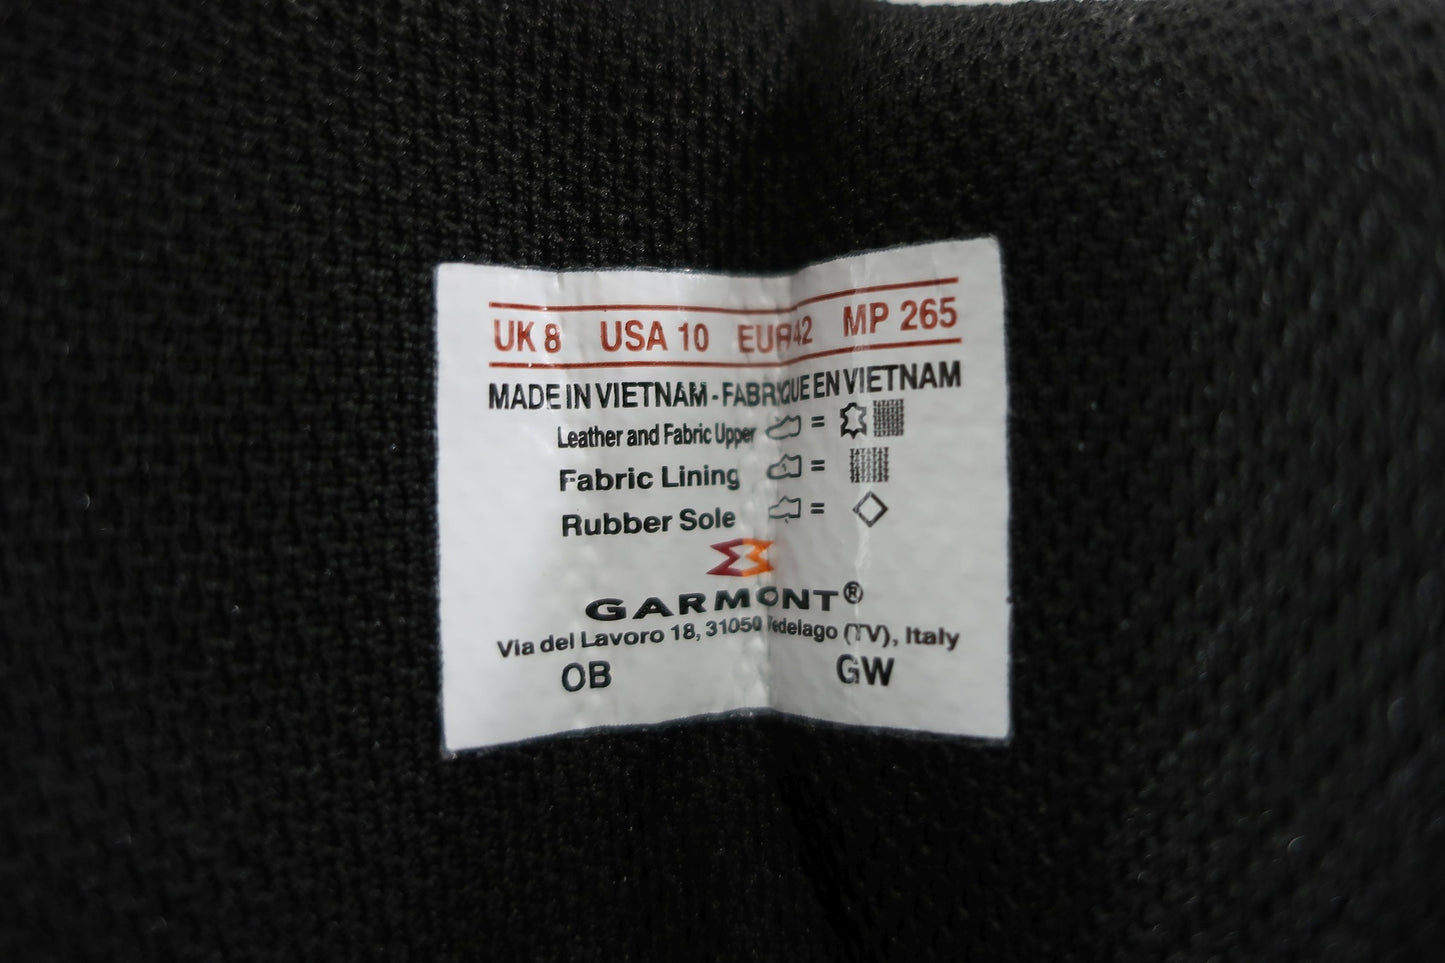 UK 8 USA 10 EUR 42 MP 265
MADE IN VIETNAM - FABRIQUE EN VIETNAM
Leather and Fabric Upper =
Fabric Lining =
Rubber Sole =
GARMONT®
Via del Lavoro 18, 31050 Vedelago (TV), Italy
OB GW